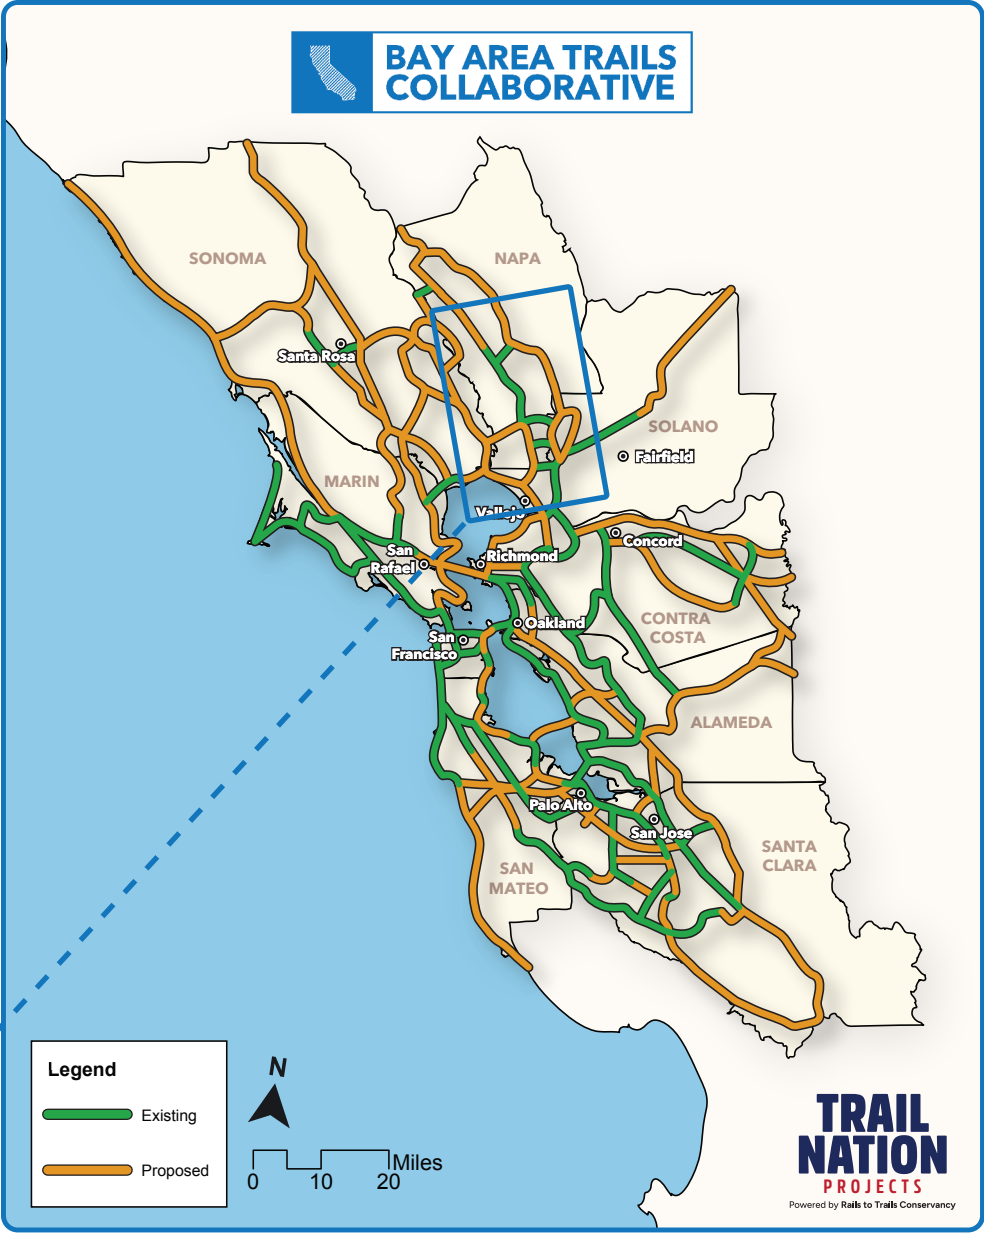 BAY AREA TRAILS
COLLABORATIVE
SONOMA
NAPA
Santa Rosa
SOLANO
Fairfield
MARIN
Vallejo
Concord
San
Rafael
Richmond
CONTRA
COSTA
Oakland
San
Francisco
ALAMEDA
Palo Alto
San Jose
SANTA
CLARA
SAN
MATEO
Legend
Existing
Proposed
N
Miles
0 10 20
TRAIL
NATION
PROJECTS
Powered by Rails to Trails Conservancy